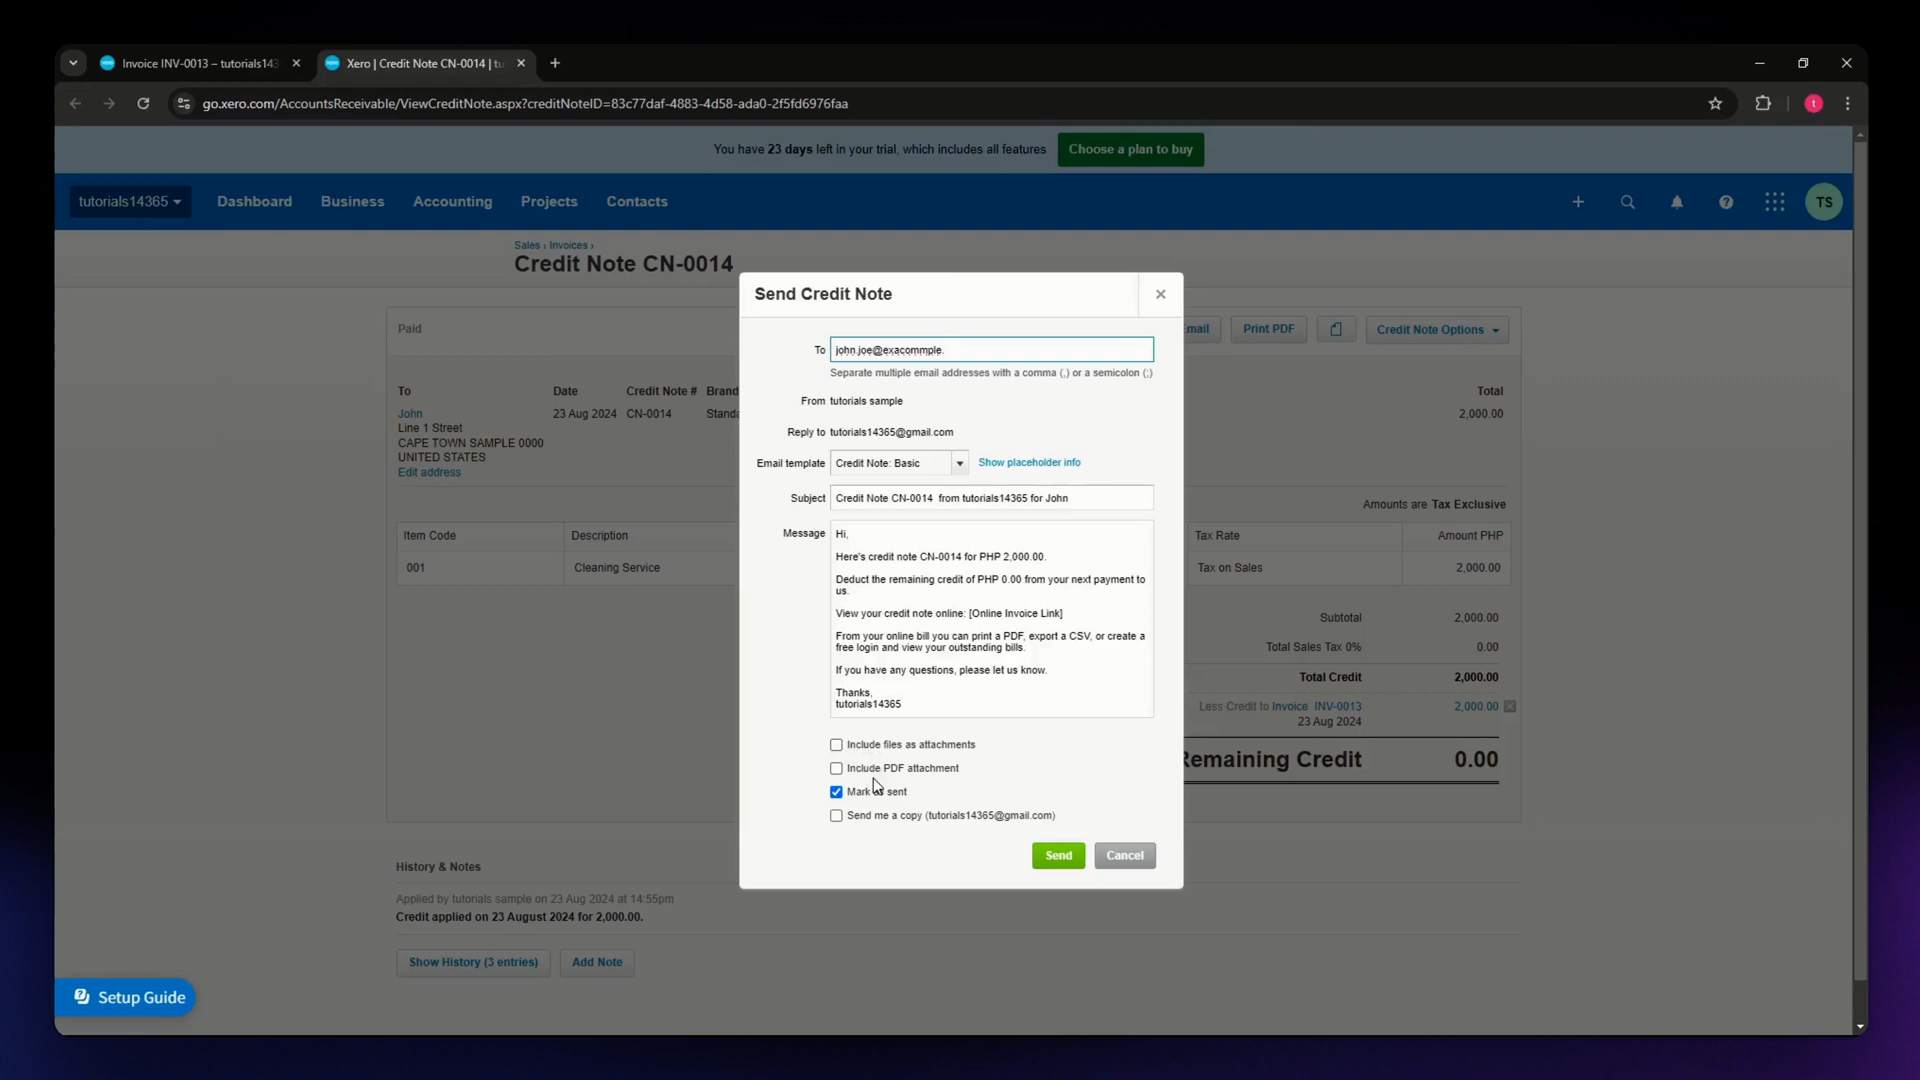 Invoice INV-0013 – tutorials143
Xero | Credit Note CN-0014 | tu
go.xero.com/AccountsReceivable/ViewCreditNote.aspx?creditNoteID=83c77daf-4883-4d58-ada0-2f5fd6976faa
t
You have 23 days left in your trial, which includes all features
Choose a plan to buy
tutorials14365
Dashboard
Business
Accounting
Projects
Contacts
TS
Sales › Invoices ›
Credit Note CN-0014
Paid
Email
Print PDF
Credit Note Options
To
Date
Credit Note #
Brand
Total
John
23 Aug 2024
CN-0014
Standa
2,000.00
Line 1 Street
CAPE TOWN SAMPLE 0000
UNITED STATES
Edit address
Amounts are Tax Exclusive
Item Code
Description
Tax Rate
Amount PHP
001
Cleaning Service
Tax on Sales
2,000.00
Subtotal
2,000.00
Total Sales Tax 0%
0.00
Total Credit
2,000.00
Less Credit to Invoice INV-0013
2,000.00
23 Aug 2024
Remaining Credit
0.00
Send Credit Note
To
john.joe@exacommple.
Separate multiple email addresses with a comma (,) or a semicolon (;)
From
tutorials sample
Reply to
tutorials14365@gmail.com
Email template
Credit Note: Basic
Show placeholder info
Subject
Credit Note CN-0014 from tutorials14365 for John
Message
Hi,
Here's credit note CN-0014 for PHP 2,000.00.
Deduct the remaining credit of PHP 0.00 from your next payment to
us.
View your credit note online: [Online Invoice Link]
From your online bill you can print a PDF, export a CSV, or create a
free login and view your outstanding bills.
If you have any questions, please let us know.
Thanks,
tutorials14365
Include files as attachments
Include PDF attachment
Mark as sent
Send me a copy (tutorials14365@gmail.com)
Send
Cancel
History & Notes
Applied by tutorials sample on 23 Aug 2024 at 14:55pm
Credit applied on 23 August 2024 for 2,000.00.
Show History (3 entries)
Add Note
Setup Guide